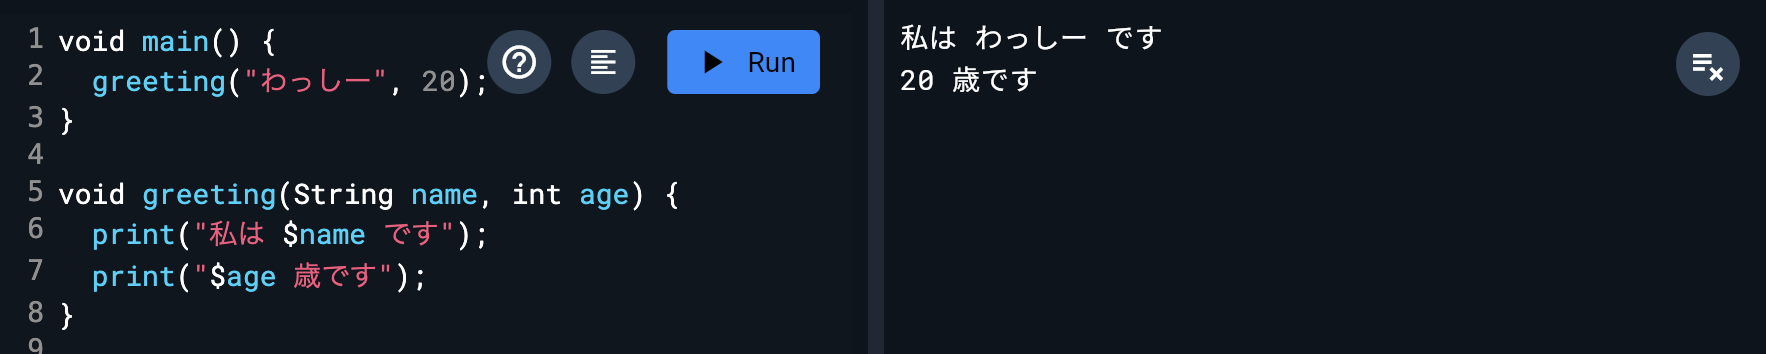 1 void main() {
2   greeting("わっしー", 20);
3 }
4
5 void greeting(String name, int age) {
6   print("私は $name です");
7   print("$age 歳です");
8 }
9
?
Run
私は わっしー です
20 歳です